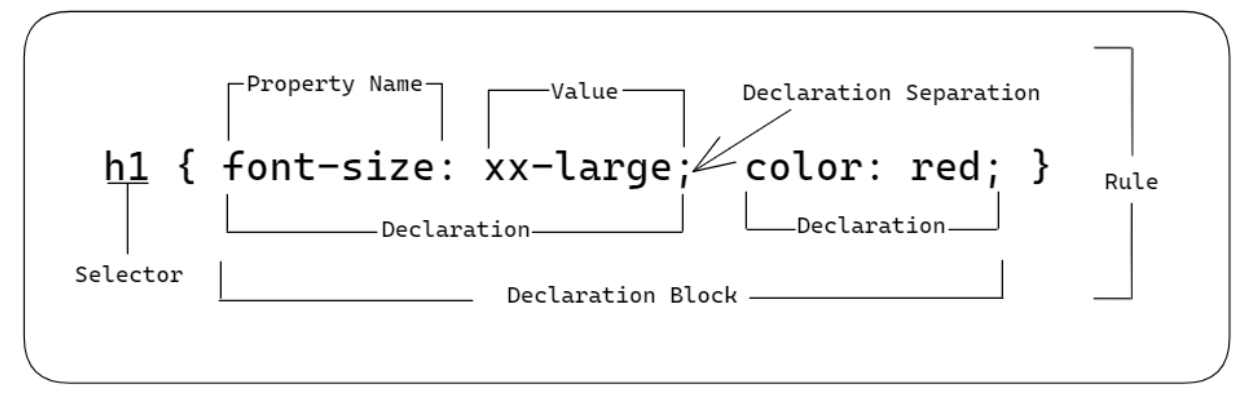 Property Name
Value
Declaration Separation
h1 { font-size: xx-large; color: red; }
Rule
Declaration
Declaration
Selector
Declaration Block